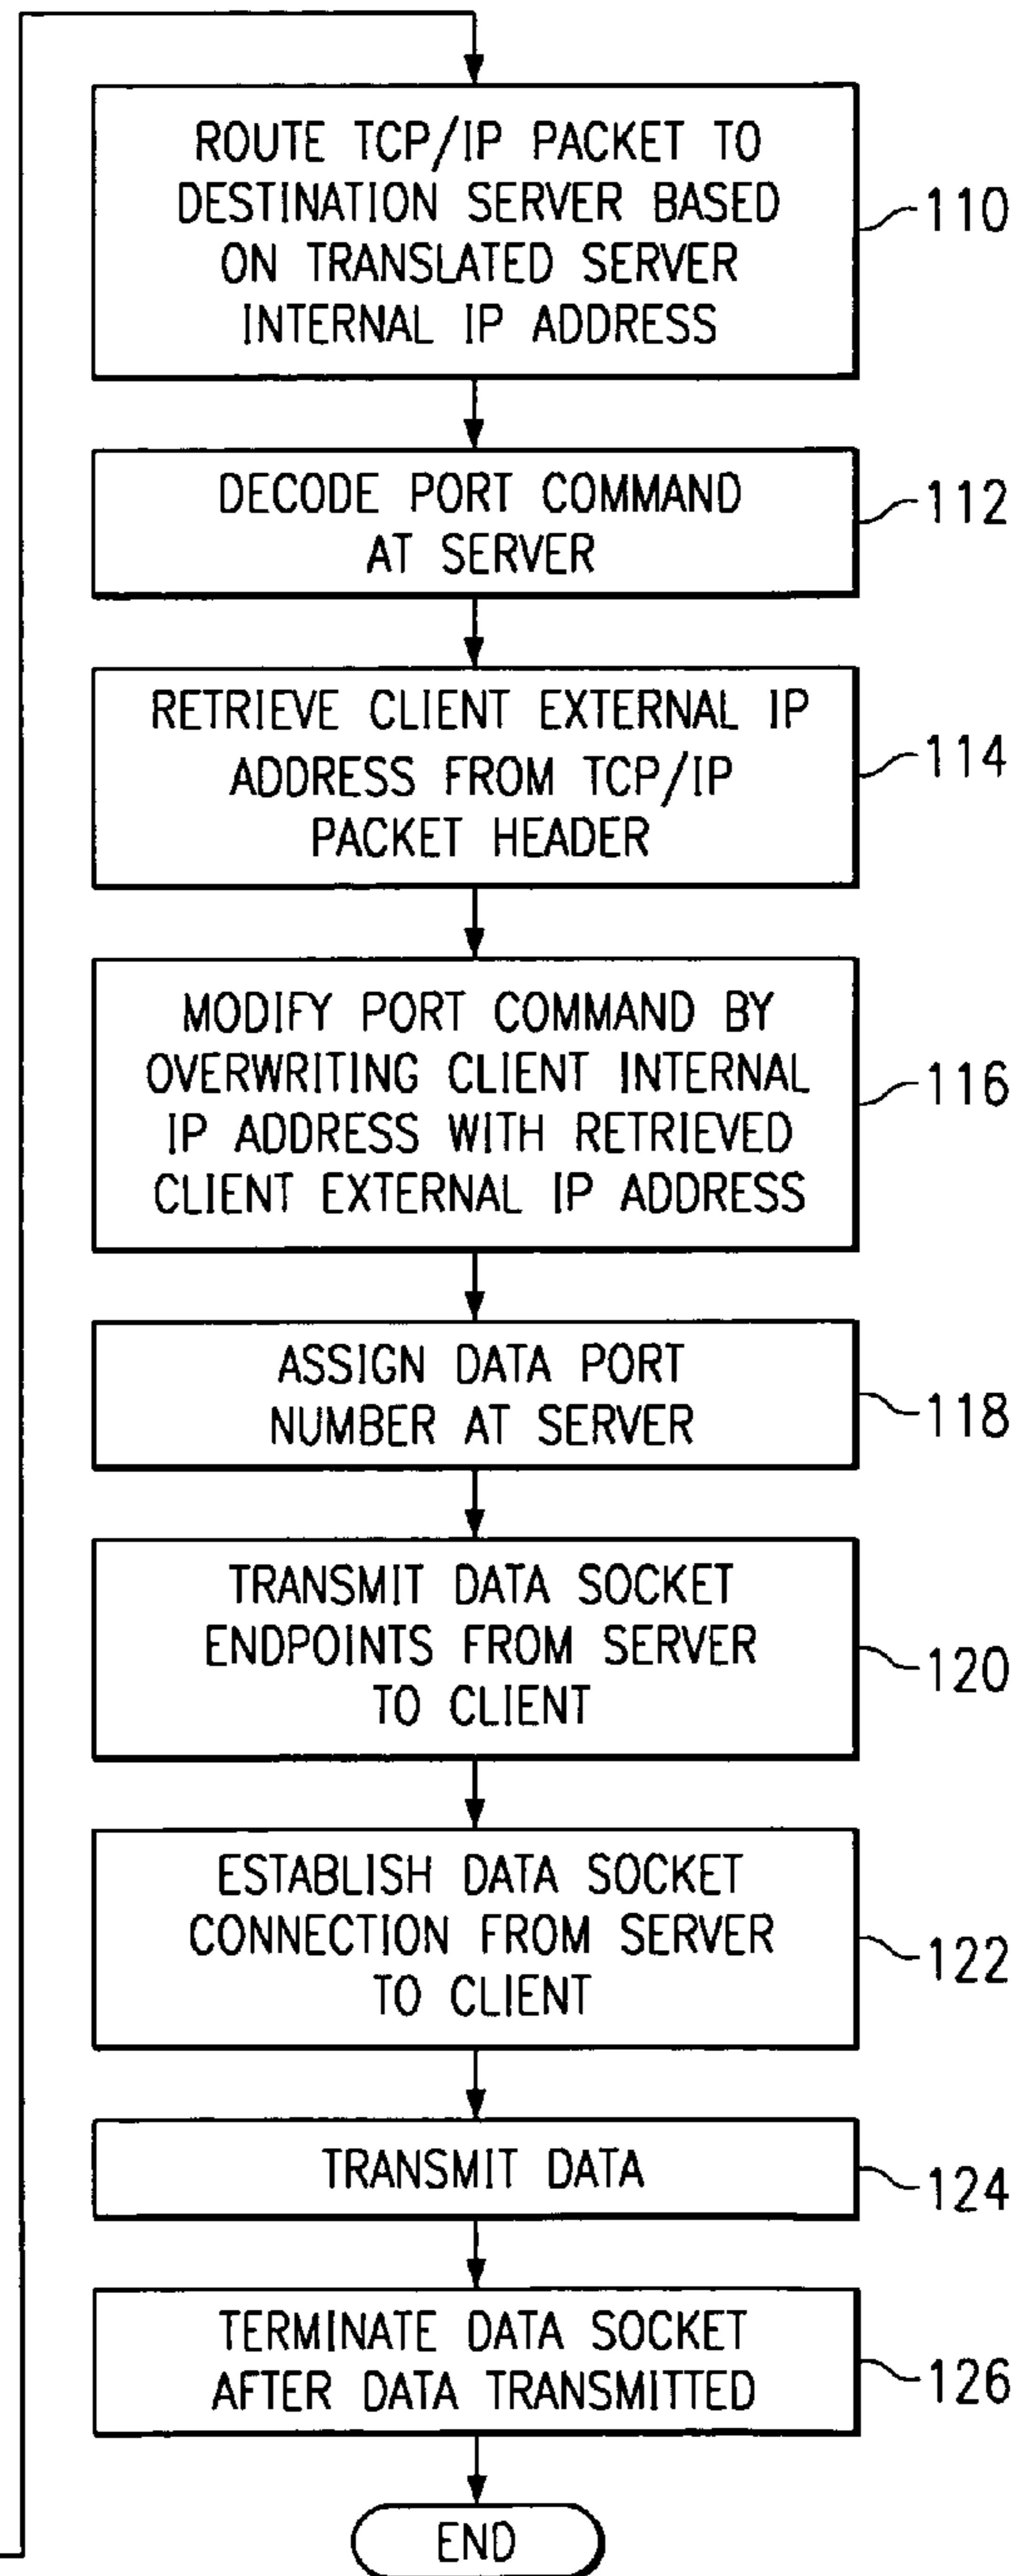 ROUTE TCP/IP PACKET TO
DESTINATION SERVER BASED
ON TRANSLATED SERVER
INTERNAL IP ADDRESS
110
DECODE PORT COMMAND
AT SERVER
112
RETRIEVE CLIENT EXTERNAL IP
ADDRESS FROM TCP/IP
PACKET HEADER
114
MODIFY PORT COMMAND BY
OVERWRITING CLIENT INTERNAL
IP ADDRESS WITH RETRIEVED
CLIENT EXTERNAL IP ADDRESS
116
ASSIGN DATA PORT
NUMBER AT SERVER
118
TRANSMIT DATA SOCKET
ENDPOINTS FROM SERVER
TO CLIENT
120
ESTABLISH DATA SOCKET
CONNECTION FROM SERVER
TO CLIENT
122
TRANSMIT DATA
124
TERMINATE DATA SOCKET
AFTER DATA TRANSMITTED
126
END